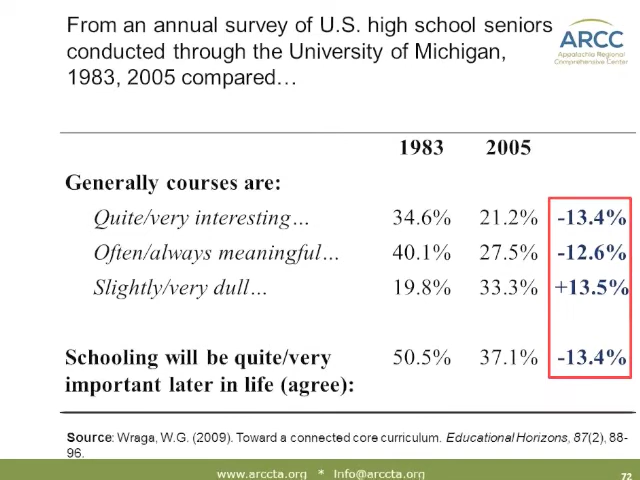 From an annual survey of U.S. high school seniors
conducted through the University of Michigan,
1983, 2005 compared…
ARCC
Appalachia Regional
Comprehensive Center
1983 2005
Generally courses are:
Quite/very interesting… 34.6% 21.2% -13.4%
Often/always meaningful… 40.1% 27.5% -12.6%
Slightly/very dull… 19.8% 33.3% +13.5%
Schooling will be quite/very 50.5% 37.1% -13.4%
important later in life (agree):
Source: Wraga, W.G. (2009). Toward a connected core curriculum. Educational Horizons, 87(2), 88-
96.
www.arccta.org * Info@arccta.org
72